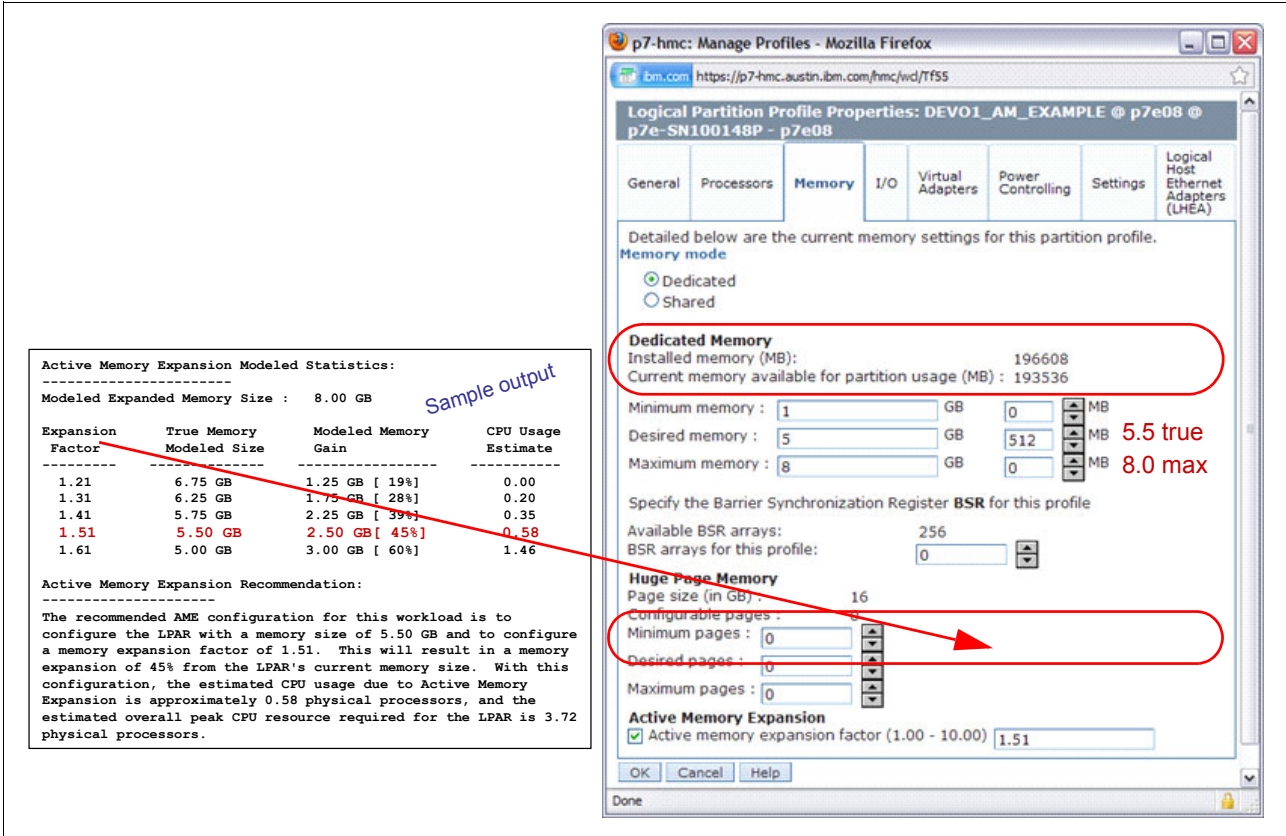 Active Memory Expansion Modeled Statistics:
-----------------------
Modeled Expanded Memory Size :   8.00 GB
Sample output
Expansion   True Memory   Modeled Memory   CPU Usage
Factor   Modeled Size   Gain   Estimate
---------   -------------   -----------------   -----------
1.21   6.75 GB   1.25 GB [ 19%]   0.00
1.31   6.25 GB   1.75 GB [ 28%]   0.20
1.41   5.75 GB   2.25 GB [ 39%]   0.35
1.51   5.50 GB   2.50 GB[ 45%]   0.58
1.61   5.00 GB   3.00 GB [ 60%]   1.46
Active Memory Expansion Recommendation:
---------------------
The recommended AME configuration for this workload is to
configure the LPAR with a memory size of 5.50 GB and to configure
a memory expansion factor of 1.51.  This will result in a memory
expansion of 45% from the LPAR's current memory size.  With this
configuration, the estimated CPU usage due to Active Memory
Expansion is approximately 0.58 physical processors, and the
estimated overall peak CPU resource required for the LPAR is 3.72
physical processors.
p7-hmc: Manage Profiles - Mozilla Firefox
ibm.com https://p7-hmc.austin.ibm.com/hmc/wcl/Tf55
Logical Partition Profile Properties: DEVO1_AM_EXAMPLE @ p7e08 @
p7e-SN100148P - p7e08
General
Processors
Memory
I/O
Virtual
Adapters
Power
Controlling
Settings
Logical
Host
Ethernet
Adapters
(LHEA)
Detailed below are the current memory settings for this partition profile.
Memory mode
Dedicated
Shared
Dedicated Memory
Installed memory (MB):   196608
Current memory available for partition usage (MB) : 193536
Minimum memory : 1 GB 0 MB
Desired memory : 5 GB 512 MB 5.5 true
Maximum memory : 8 GB 0 MB 8.0 max
Specify the Barrier Synchronization Register BSR for this profile
Available BSR arrays:   256
BSR arrays for this profile:   0
Huge Page Memory
Page size (in GB) :   16
Configurable pages :   0
Minimum pages : 0
Desired pages : 0
Maximum pages : 0
Active Memory Expansion
Active memory expansion factor (1.00 - 10.00) 1.51
OK Cancel Help
Done